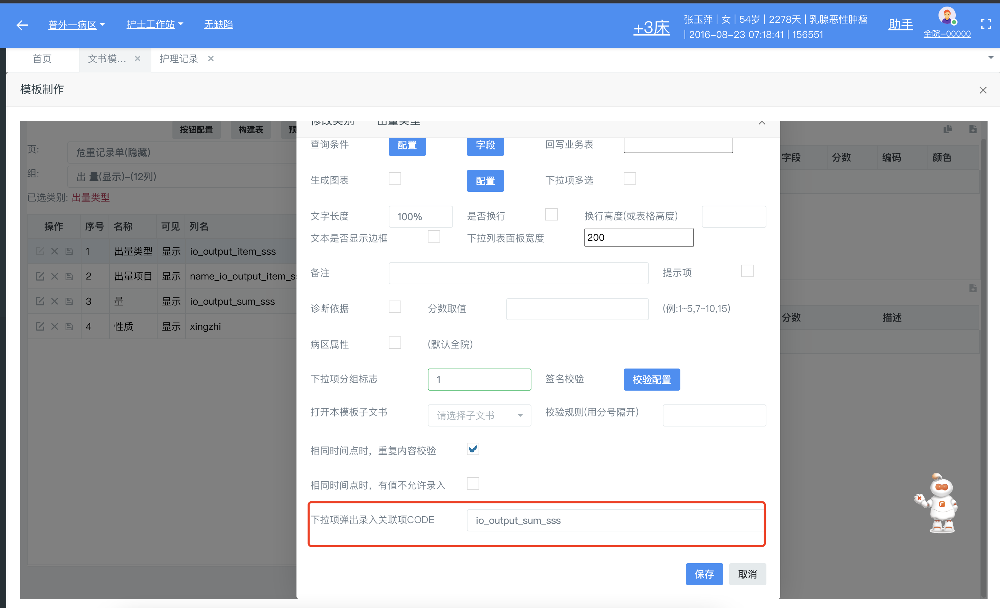 普外一病区 护士工作站 无缺陷 +3床 张玉萍 | 女 | 54岁 | 2278天 | 乳腺恶性肿瘤
| 2016-08-23 07:18:41 | 156551
助手 全院-00000
首页 文书模... 护理记录
模板制作
修改类别 出量类型
按钮配置 构建表 预
查询条件 配置 字段 回写业务表
页: 危重记录单(隐藏)
字段 分数 编码 颜色
组: 出 量(显示)-(12列)
生成图表 配置 下拉项多选
已选类别: 出量类型
文字长度 100% 是否换行 换行高度(或表格高度)
操作 序号 名称 可见 列名
文本是否显示边框 下拉列表面板宽度 200
1 出量类型 显示 io_output_item_sss
2 出量项目 显示 name_io_output_item_s
备注 提示项
3 量 显示 io_output_sum_sss
诊断依据 分数取值 (例:1~5,7~10,15)
分数 描述
4 性质 显示 xingzhi
病区属性 (默认全院)
下拉项分组标志 1 签名校验 校验配置
打开本模板子文书 请选择子文书 校验规则(用分号隔开)
相同时间点时，重复内容校验
相同时间点时，有值不允许录入
下拉项弹出录入关联项CODE io_output_sum_sss
保存 取消
F